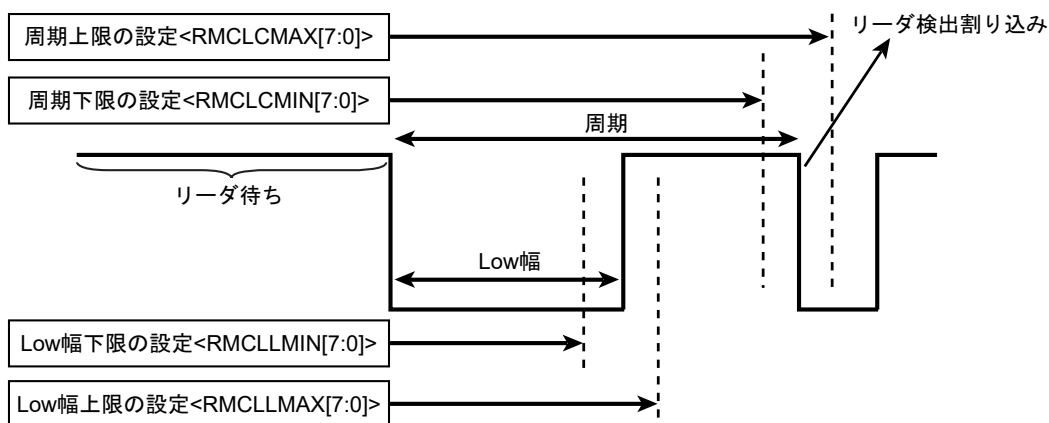 周期上限の設定<RMCLCMAX[7:0]>
リーダ検出割り込み
周期下限の設定<RMCLCMIN[7:0]>
周期
リーダ待ち
Low幅
Low幅下限の設定<RMCLLMIN[7:0]>
Low幅上限の設定<RMCLLMAX[7:0]>